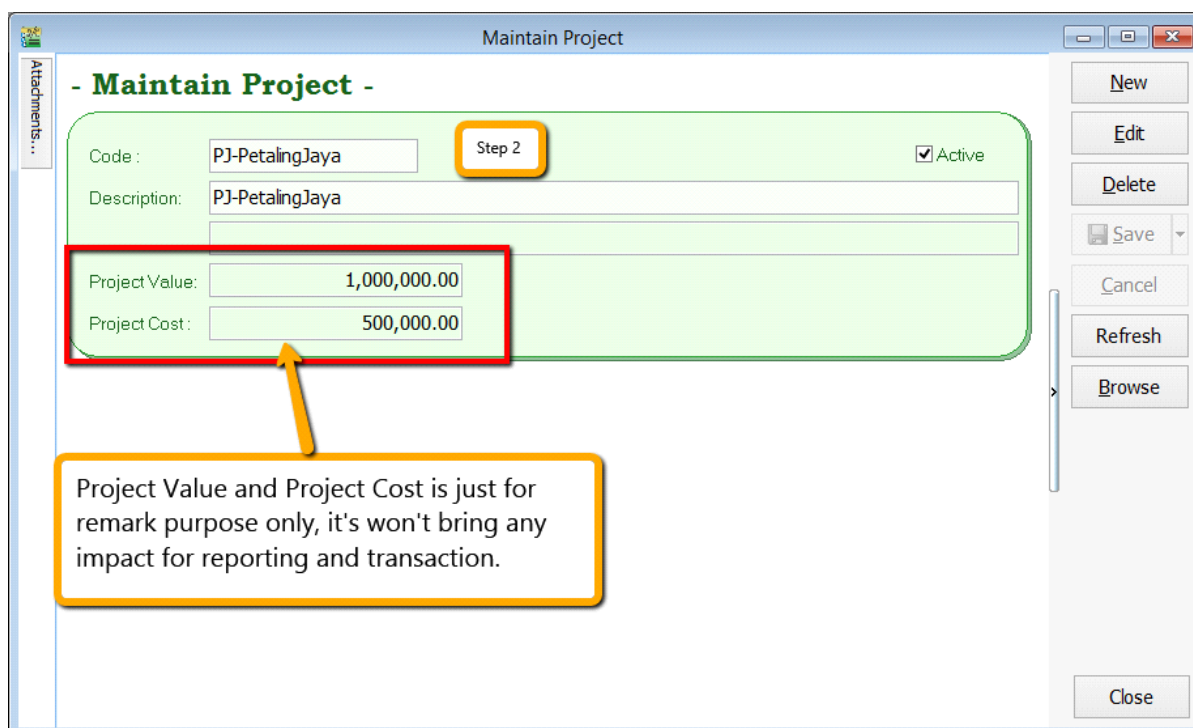 Maintain Project
Attachments...
- Maintain Project -
New
Code :
PJ-PetalingJaya
Step 2
Active
Edit
Description:
PJ-PetalingJaya
Delete
Save
Project Value:
1,000,000.00
Cancel
Project Cost :
500,000.00
Refresh
Browse
Project Value and Project Cost is just for
remark purpose only, it's won't bring any
impact for reporting and transaction.
Close